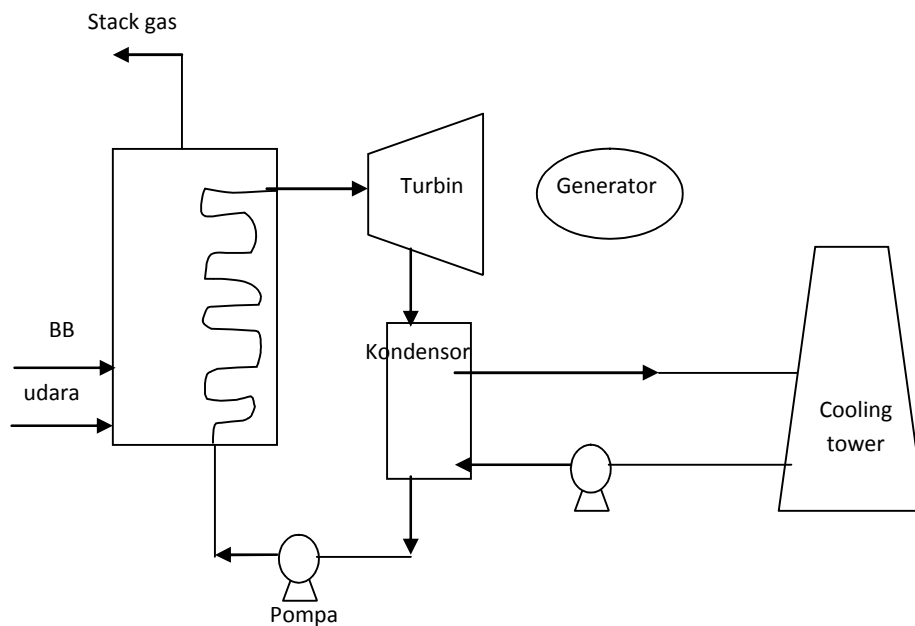 Stack gas
Turbin
Generator
BB
udara
Kondensor
Cooling
tower
Pompa